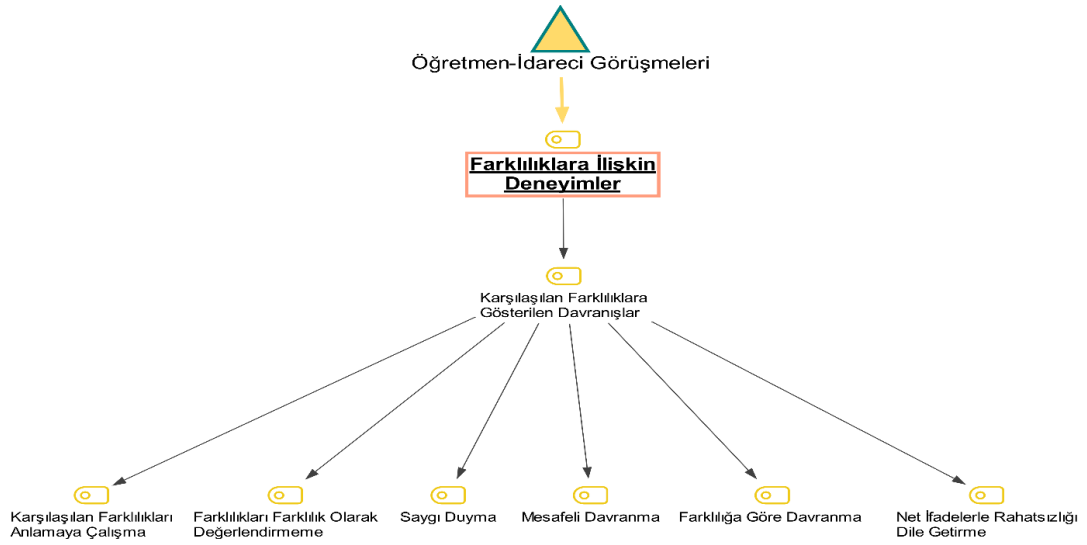 Öğretmen-İdareci Görüşmeleri
Farklılıklara İlişkin
Deneyimler
Karşılaşılan Farklılıklara
Gösterilen Davranışlar
Karşılaşılan Farklılıkları
Anlamaya Çalışma
Farklılıkları Farklılık Olarak
Değerlendirmeme
Saygı Duyma
Mesafeli Davranma
Farklılığa Göre Davranma
Net İfadelerle Rahatsızlığı
Dile Getirme